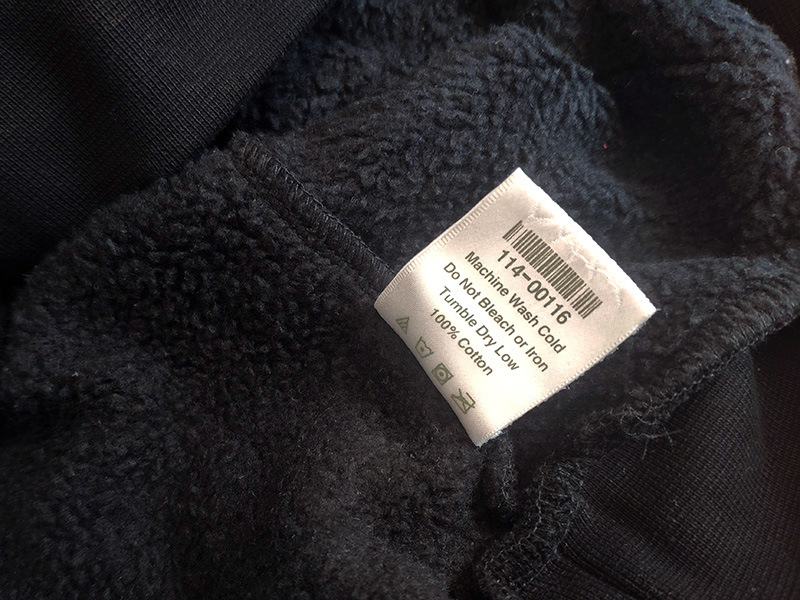 114-00116
Machine Wash Cold
Do Not Bleach or Iron
Tumble Dry Low
100% Cotton